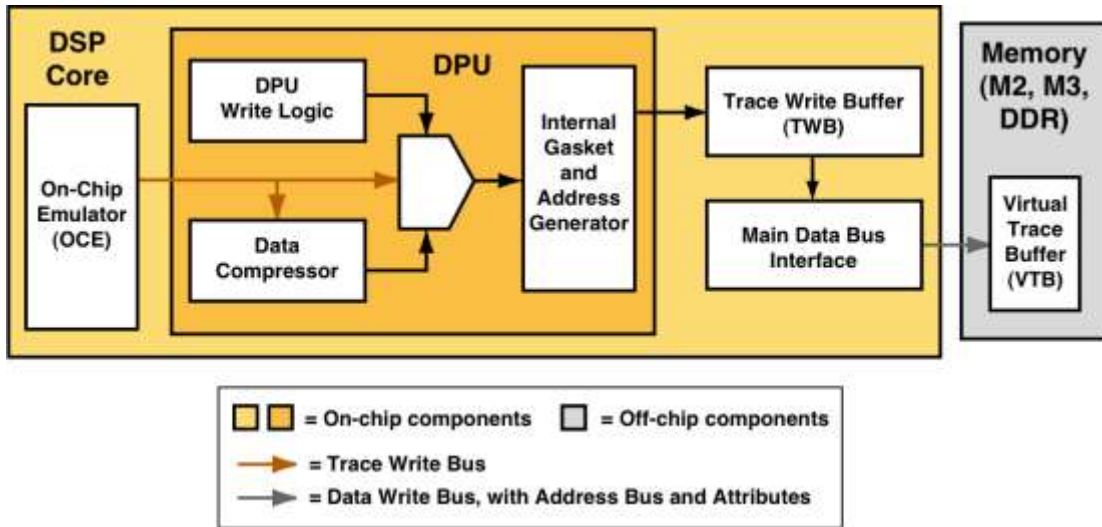 DSP
Core
DPU
DPU
Write Logic
On-Chip
Emulator
(OCE)
Data
Compressor
Internal
Gasket
and
Address
Generator
Trace Write Buffer
(TWB)
Main Data Bus
Interface
Memory
(M2, M3,
DDR)
Virtual
Trace
Buffer
(VTB)
= On-chip components
= Off-chip components
= Trace Write Bus
= Data Write Bus, with Address Bus and Attributes